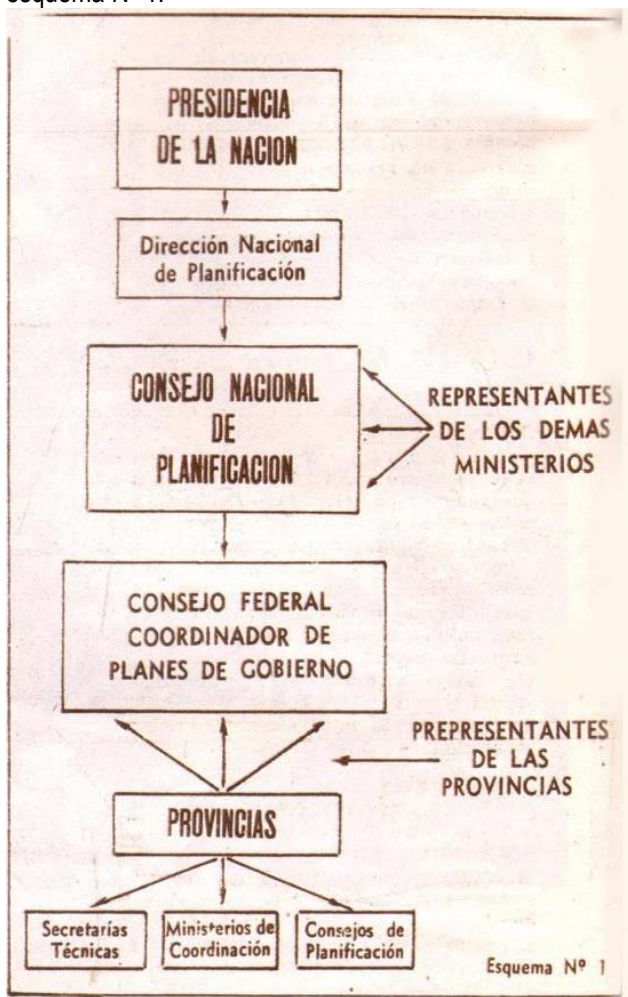 PRESIDENCIA
DE LA NACION
Dirección Nacional
de Planificación
CONSEJO NACIONAL
DE
PLANIFICACION
REPRESENTANTES
DE LOS DEMAS
MINISTERIOS
CONSEJO FEDERAL
COORDINADOR DE
PLANES DE GOBIERNO
PREPRESENTANTES
DE LAS
PROVINCIAS
PROVINCIAS
Secretarías
Técnicas
Ministerios de
Coordinación
Consejos de
Planificación
Esquema Nº 1